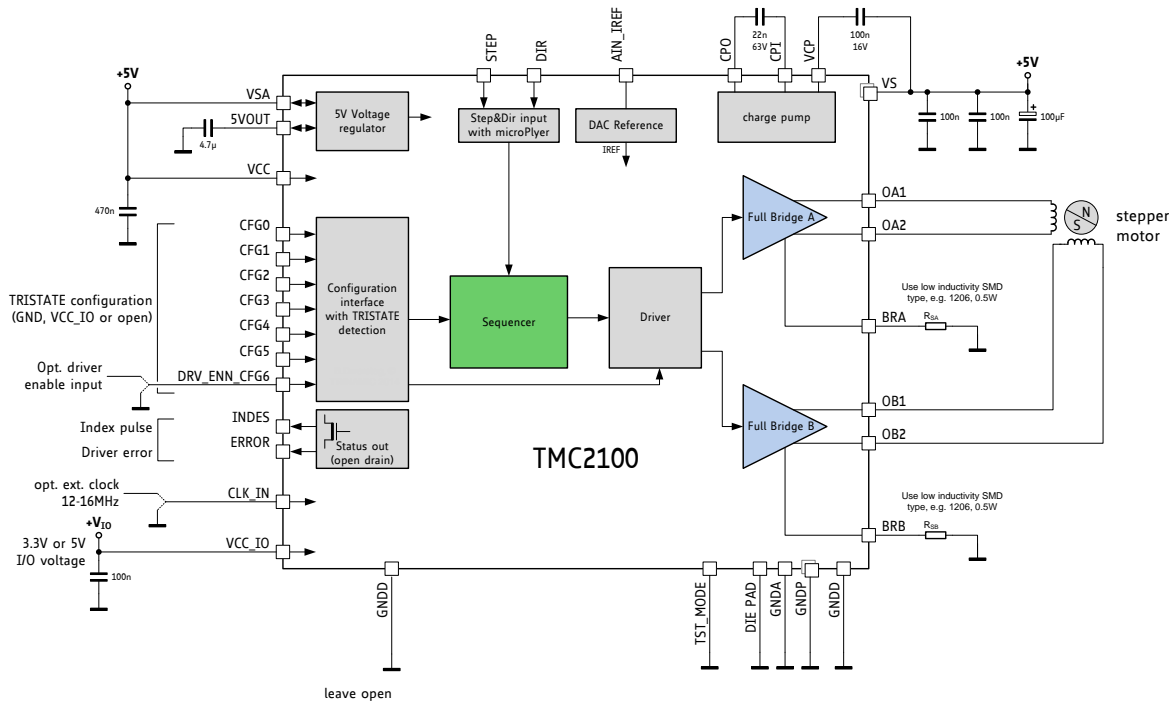 STEP
DIR
AIN_IREF
CPO
22n
63V
CPI
VCP
100n
16V
+5V
+5V
VSA
5VOUT
4.7µ
5V Voltage
regulator
Step&Dir input
with microPlyer
DAC Reference
IREF
charge pump
VS
100n
100n
+
100µF
VCC
470n
OA1
Full Bridge A
OA2
N
S
stepper
motor
CFG0
CFG1
CFG2
CFG3
CFG4
CFG5
DRV_ENN_CFG6
TRISTATE configuration
(GND, VCC_IO or open)
Opt. driver
enable input
Configuration
interface
with TRISTATE
detection
Sequencer
Driver
Use low inductivity SMD
type, e.g. 1206, 0.5W
BRA
RSA
OB1
Full Bridge B
OB2
Index pulse
Driver error
INDES
ERROR
Status out
(open drain)
TMC2100
opt. ext. clock
12-16MHz
CLK_IN
Use low inductivity SMD
type, e.g. 1206, 0.5W
BRB
RSB
+VIO
3.3V or 5V
I/O voltage
VCC_IO
100n
GNDD
TST_MODE
DIE PAD
GNDA
GNDP
GNDD
leave open